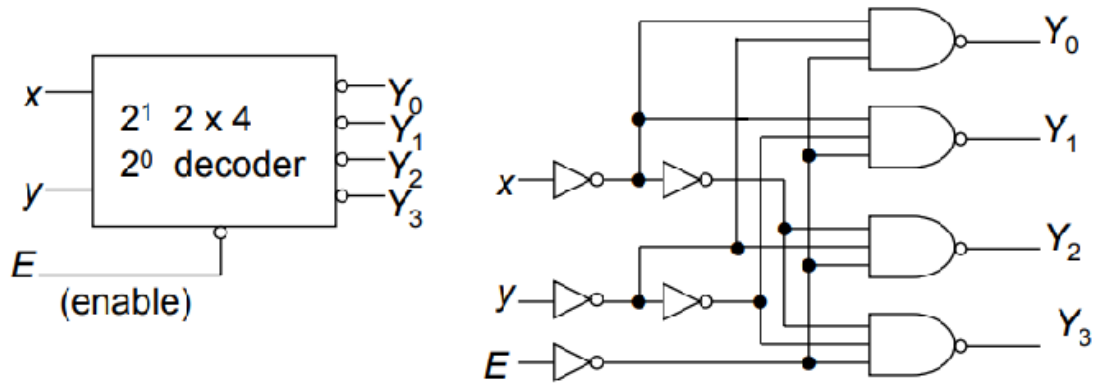 x
2¹ 2 x 4
2⁰ decoder
y
E
(enable)
Y₀
Y₁
Y₂
Y₃
x
y
E
Y₀
Y₁
Y₂
Y₃